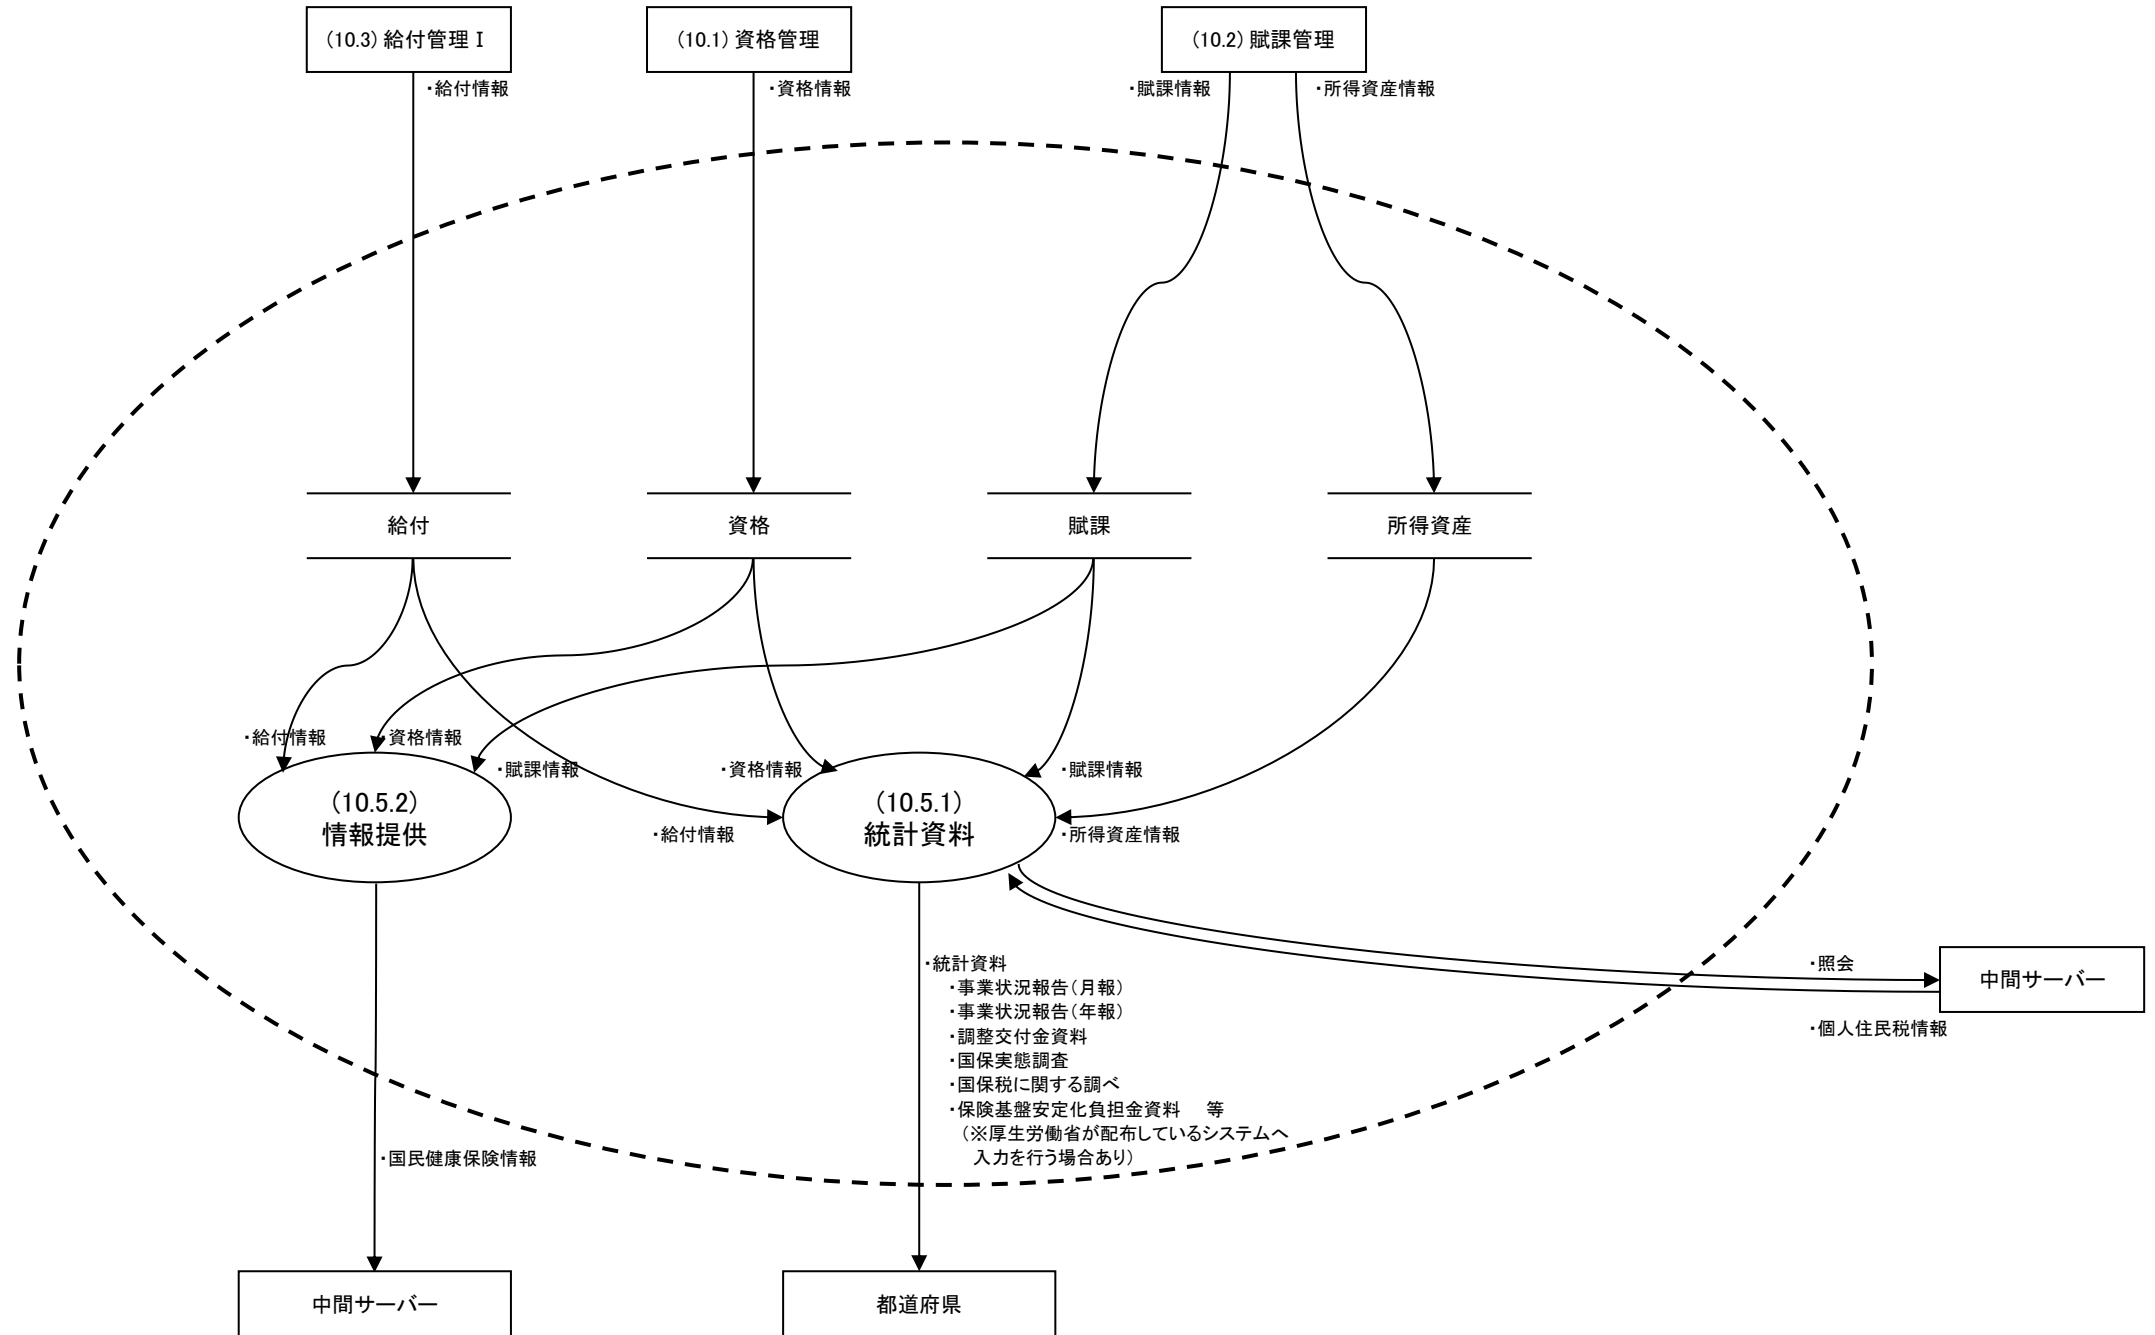 (10.3)給付管理Ⅰ
(10.1)資格管理
(10.2)賦課管理
・給付情報
・資格情報
・賦課情報
・所得資産情報
給付
資格
賦課
所得資産
・給付情報
・資格情報
・賦課情報
・資格情報
・賦課情報
(10.5.2)
情報提供
(10.5.1)
統計資料
・給付情報
・所得資産情報
・統計資料
・事業状況報告(月報)
・事業状況報告(年報)
・調整交付金資料
・国保実態調査
・国保税に関する調べ
・保険基盤安定化負担金資料　等
(※厚生労働省が配布しているシステムへ
入力を行う場合あり)
・照会
中間サーバー
・個人住民税情報
・国民健康保険情報
中間サーバー
都道府県